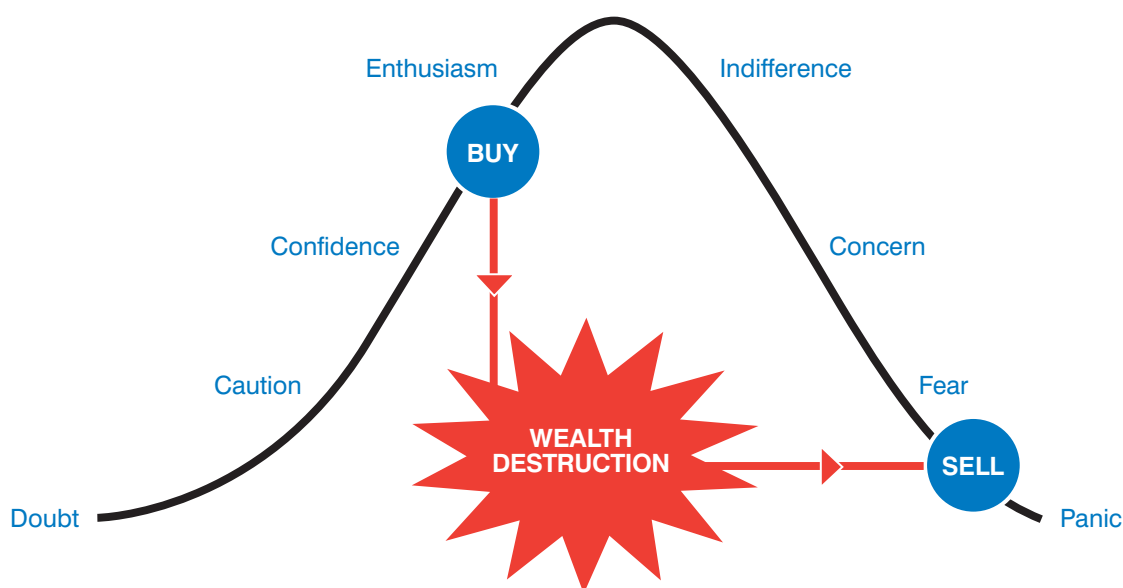 Enthusiasm
Indifference
BUY
Confidence
Concern
Caution
Fear
WEALTH
DESTRUCTION
SELL
Doubt
Panic